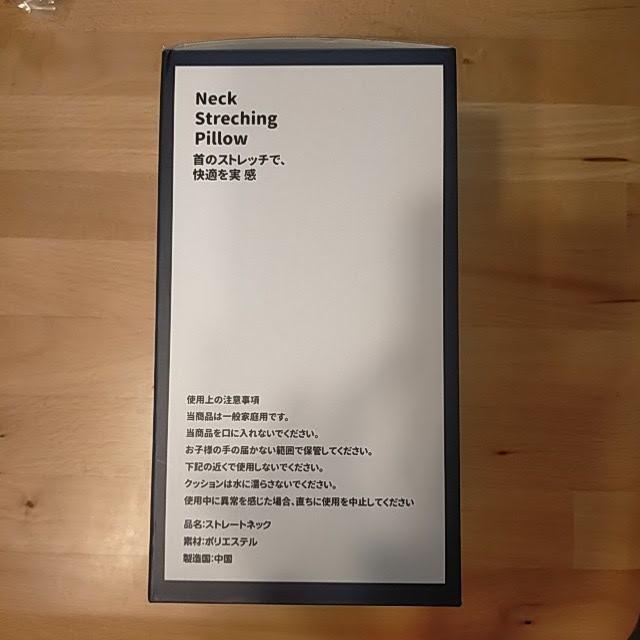 Neck
Streching
Pillow
首のストレッチで、
快適を実 感
使用上の注意事項
当商品は一般家庭用です。
当商品を口に入れないでください。
お子様の手の届かない範囲で保管してください。
下記の近くで使用しないでください。
クッションは水に濡らさないでください。
使用中に異常を感じた場合、直ちに使用を中止してください
品名:ストレートネック
素材:ポリエステル
製造国:中国